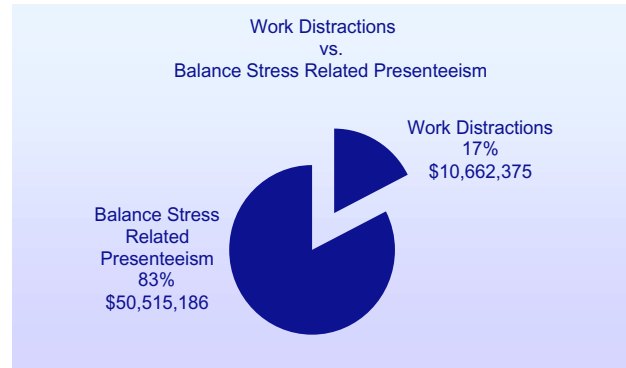 Work Distractions
vs.
Balance Stress Related Presenteeism
Work Distractions
17%
$10,662,375
Balance Stress
Related
Presenteeism
83%
$50,515,186